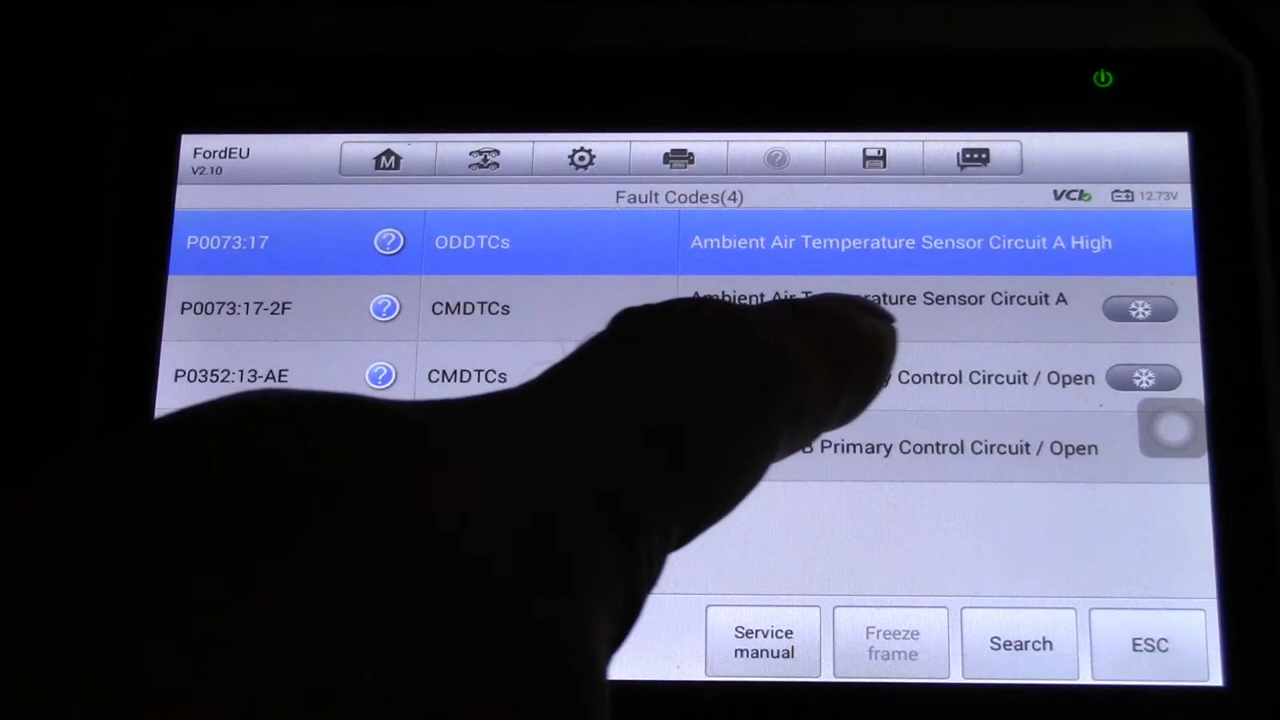 FordEU
V2.10
M
Fault Codes(4)
VCI
12.73V
P0073:17
?
ODDTCs
Ambient Air Temperature Sensor Circuit A High
P0073:17-2F
?
CMDTCs
Ambient Air Temperature Sensor Circuit A
P0352:13-AE
?
CMDTCs
Control Circuit / Open
B Primary Control Circuit / Open
Service
manual
Freeze
frame
Search
ESC